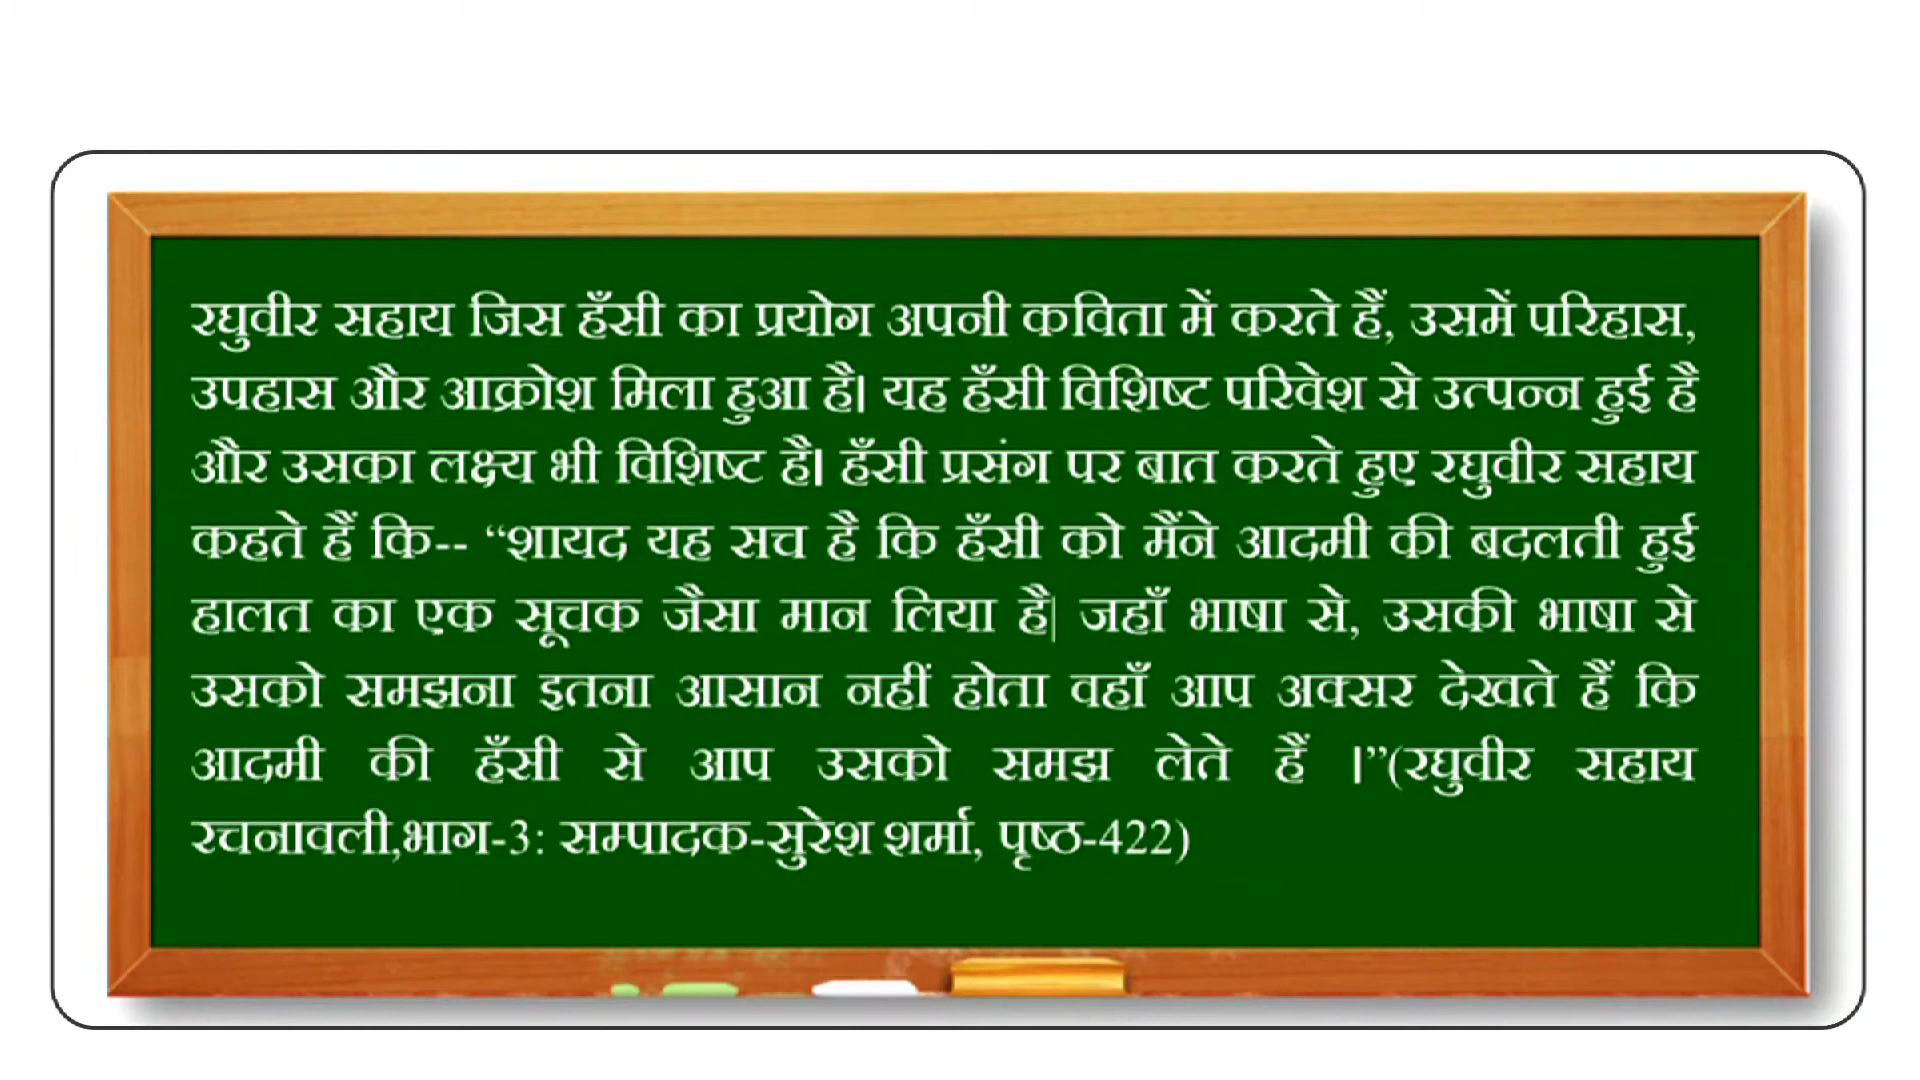 रघुवीर सहाय जिस हँसी का प्रयोग अपनी कविता में करते हैं, उसमें परिहास,
उपहास और आक्रोश मिला हुआ है। यह हँसी विशिष्ट परिवेश से उत्पन्न हुई है
और उसका लक्ष्य भी विशिष्ट है। हँसी प्रसंग पर बात करते हुए रघुवीर सहाय
कहते हैं कि-- “शायद यह सच है कि हँसी को मैंने आदमी की बदलती हुई
हालत का एक सूचक जैसा मान लिया है| जहाँ भाषा से, उसकी भाषा से
उसको समझना इतना आसान नहीं होता वहाँ आप अक्सर देखते हैं कि
आदमी की हँसी से आप उसको समझ लेते हैं ।”(रघुवीर सहाय
रचनावली,भाग-3: सम्पादक-सुरेश शर्मा, पृष्ठ-422)